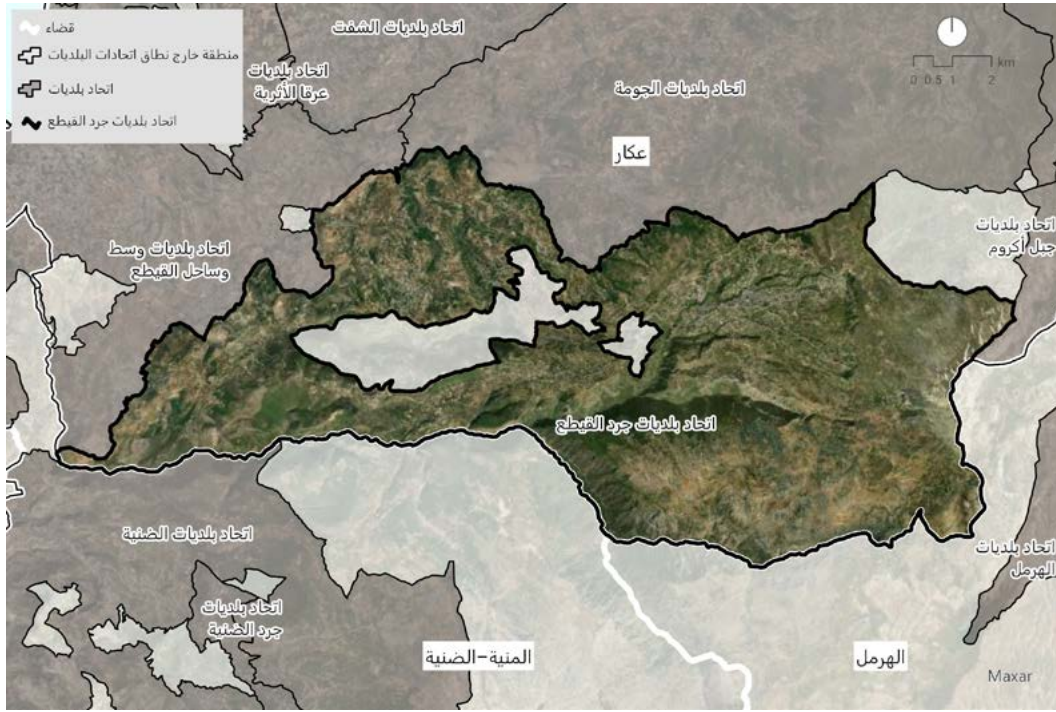 قضاء
منطقة خارج نطاق اتحادات البلديات
اتحاد بلديات
اتحاد بلديات جرد القيطع
اتحاد بلديات الشفت
اتحاد بلديات
عرقا الأثرية
اتحاد بلديات الجومة
km
0 0.5 1 2
عكار
اتحاد بلديات
جبل أكروم
اتحاد بلديات وسط
وساحل القيطع
اتحاد بلديات جرد القيطع
اتحاد بلديات الضنية
اتحاد بلديات
الهرمل
اتحاد بلديات
جرد الضنية
المنية-الضنية
الهرمل
Maxar